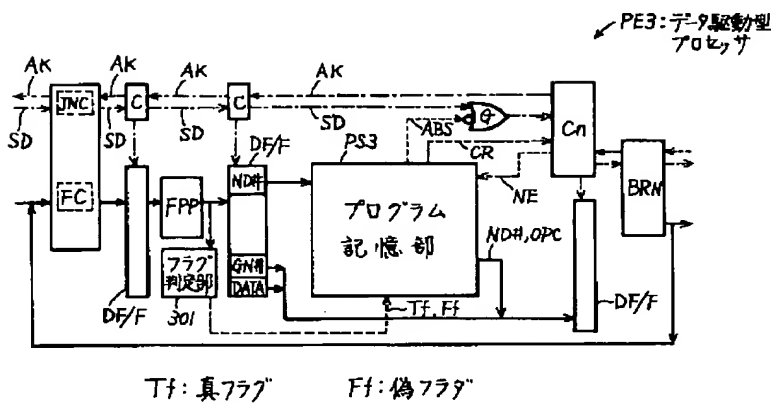 PE3:データ駆動型
プロセッサ
AK
AK
AK
AK
JNC
C
C
SD
SD
SD
SD
G
Cn
ABS
CR
PS3
DF/F
NE
BRN
ND#
FC
FPP
プログラム
記憶部
ND#,OPC
フラグ
判定部
GN#
DATA
DF/F
301
Tf,Ff
DF/F
Tf:真フラグ
Ff:偽フラダ